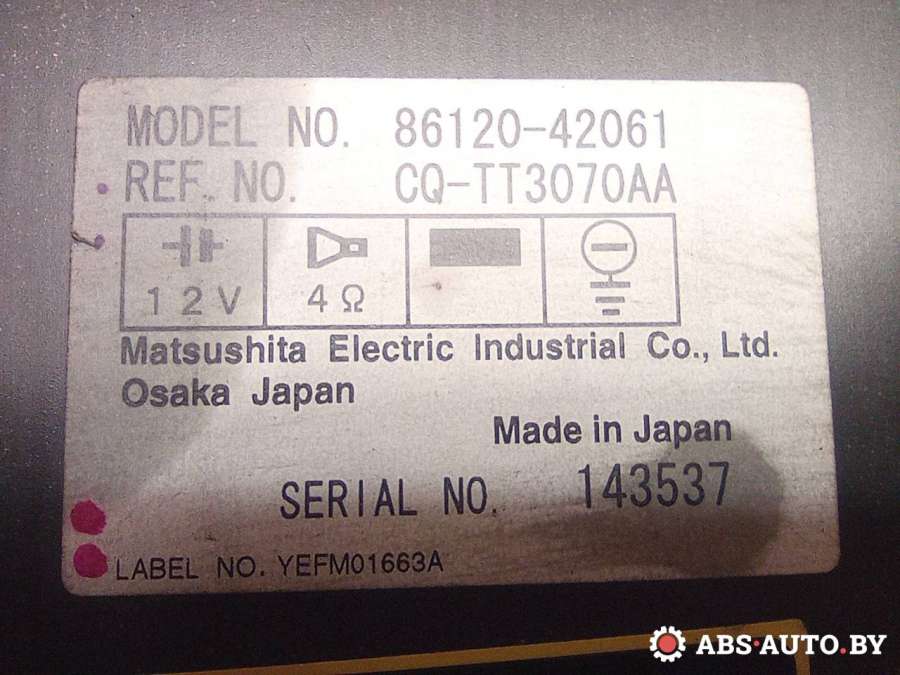 MODEL NO. 86120-42061
REF. NO. CQ-TT3070AA
12V 4Ω
Matsushita Electric Industrial Co., Ltd.
Osaka Japan
Made in Japan
SERIAL NO. 143537
LABEL NO. YEFM01663A
ABS-AUTO.BY